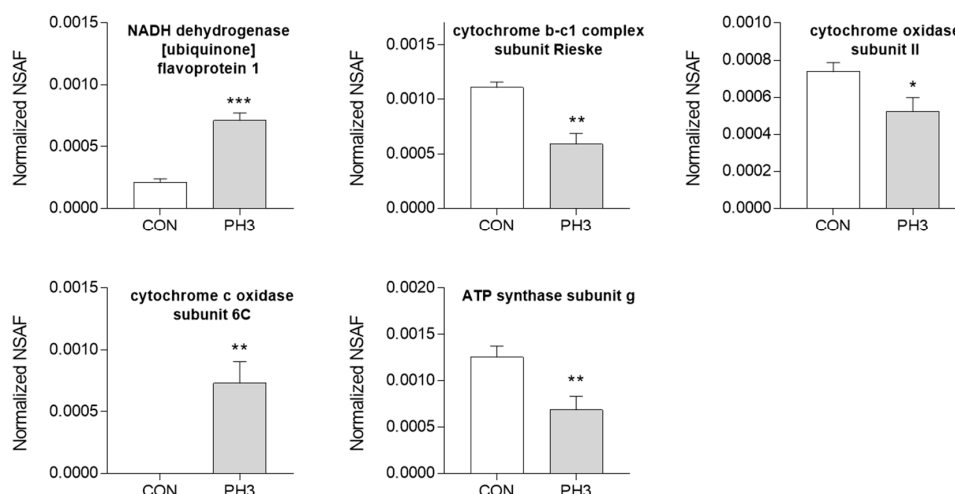 NADH dehydrogenase
[ubiquinone]
flavoprotein 1
Normalized NSAF
0.0015
0.0010
0.0005
0.0000
***
CON
PH3
cytochrome b-c1 complex
subunit Rieske
Normalized NSAF
0.0015
0.0010
0.0005
0.0000
**
CON
PH3
cytochrome oxidase
subunit II
Normalized NSAF
0.0010
0.0008
0.0006
0.0004
0.0002
0.0000
*
CON
PH3
cytochrome c oxidase
subunit 6C
Normalized NSAF
0.0015
0.0010
0.0005
0.0000
**
CON
PH3
ATP synthase subunit g
Normalized NSAF
0.0020
0.0015
0.0010
0.0005
0.0000
**
CON
PH3